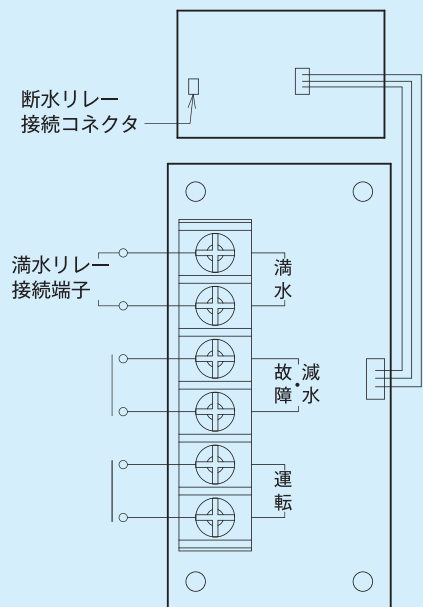 断水リレー
接続コネクタ
満水リレー
接続端子
満水
減水・
故障
運転